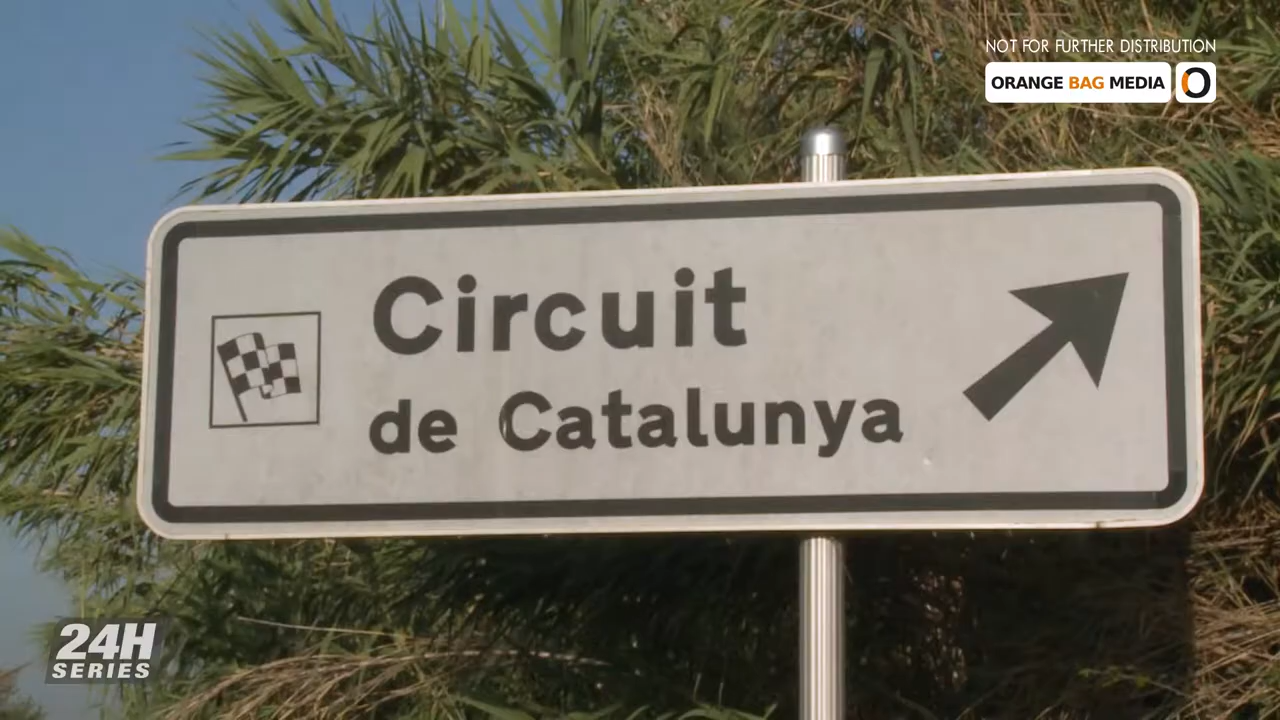 NOT FOR FURTHER DISTRIBUTION
ORANGE BAG MEDIA
Circuit
de Catalunya
24H
SERIES